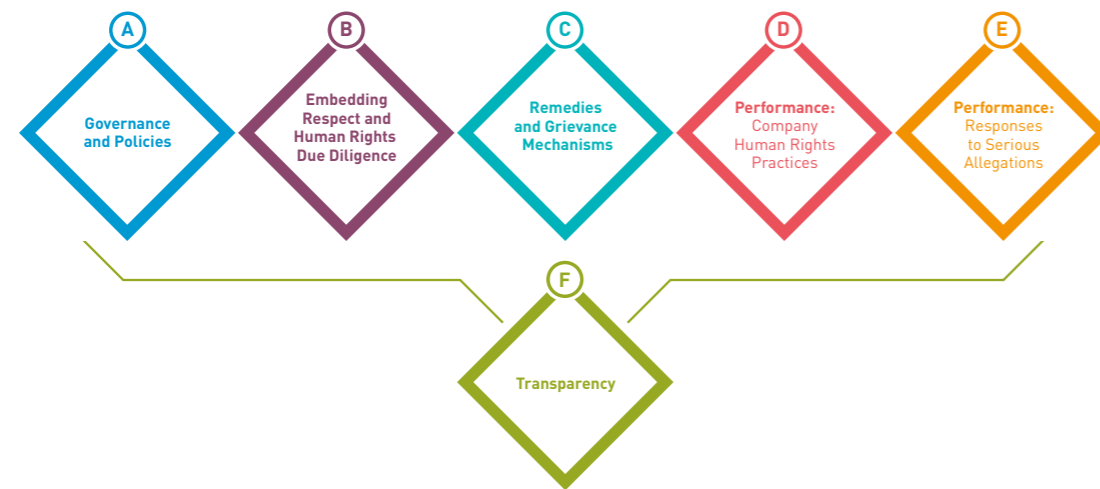 A
Governance
and Policies
B
Embedding
Respect and
Human Rights
Due Diligence
C
Remedies
and Grievance
Mechanisms
D
Performance:
Company
Human Rights
Practices
E
Performance:
Responses
to Serious
Allegations
F
Transparency